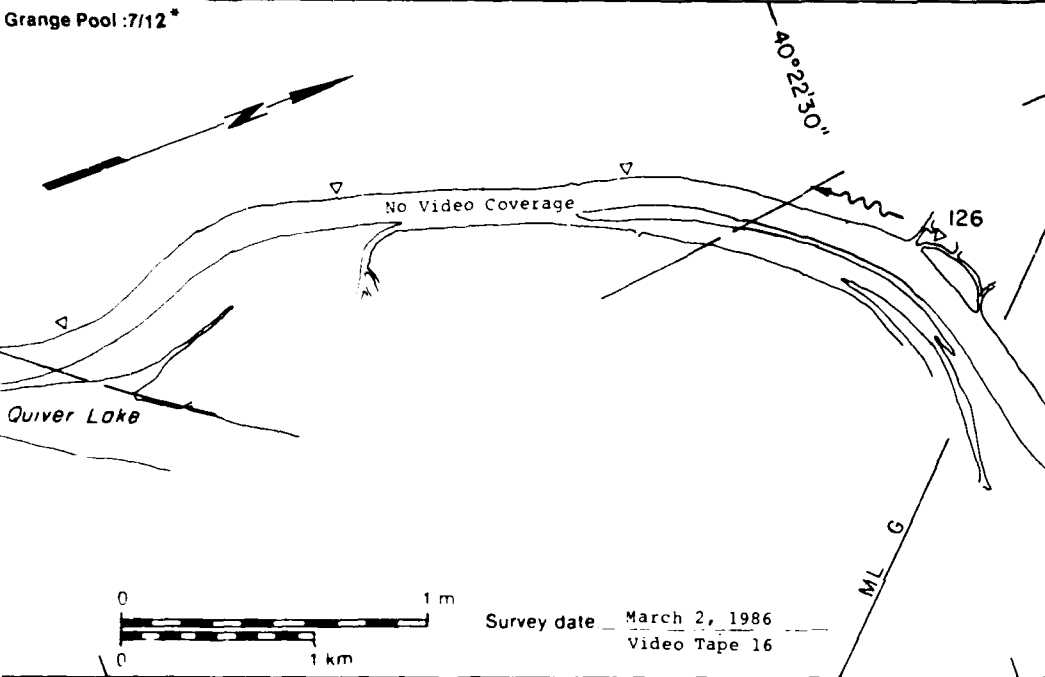 Grange Pool :7/12*
40°22'30"
N
No Video Coverage
126
Quiver Lake
ML G
0 1 m
0 1 km
Survey date March 2, 1986
Video Tape 16